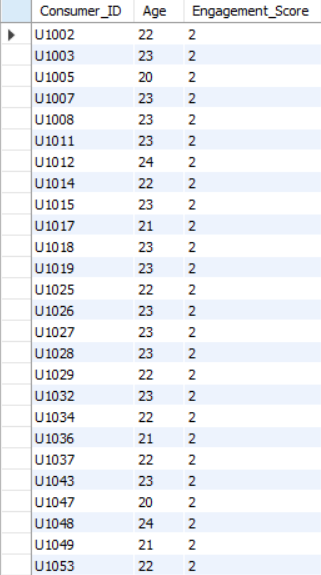 Consumer_ID Age Engagement_Score
U1002 22 2
U1003 23 2
U1005 20 2
U1007 23 2
U1008 23 2
U1011 23 2
U1012 24 2
U1014 22 2
U1015 23 2
U1017 21 2
U1018 23 2
U1019 23 2
U1025 22 2
U1026 23 2
U1027 23 2
U1028 23 2
U1029 22 2
U1032 23 2
U1034 22 2
U1036 21 2
U1037 22 2
U1043 23 2
U1047 20 2
U1048 24 2
U1049 21 2
U1053 22 2